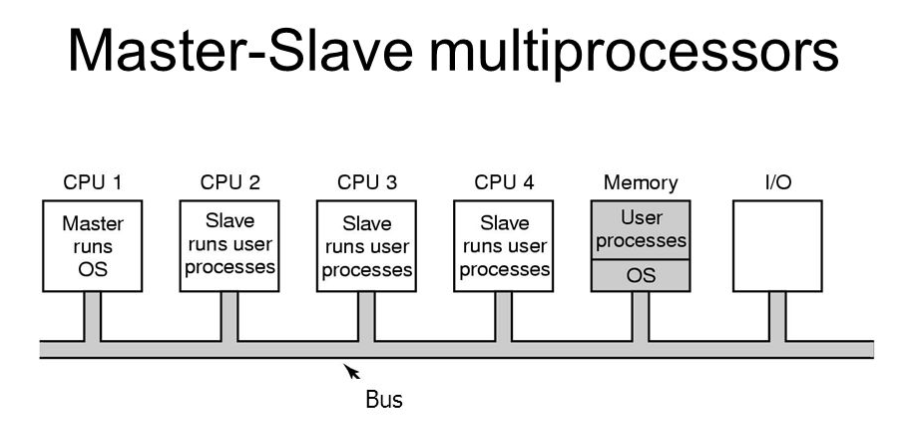 Master-Slave multiprocessors
CPU 1
CPU 2
CPU 3
CPU 4
Memory
I/O
Master
runs
OS
Slave
runs user
processes
Slave
runs user
processes
Slave
runs user
processes
User
processes
OS
Bus